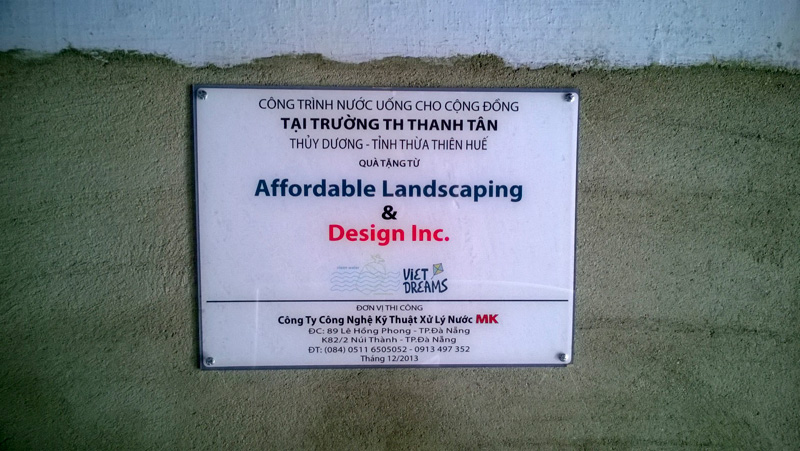 CÔNG TRÌNH NƯỚC UỐNG CHO CỘNG ĐỒNG
TẠI TRƯỜNG TH THANH TÂN
THỦY DƯƠNG - TỈNH THỪA THIÊN HUẾ
QUÀ TẶNG TỪ
Affordable Landscaping
&
Design Inc.
VIET
DREAMS
ĐƠN VỊ THI CÔNG
Công Ty Công Nghệ Kỹ Thuật Xử Lý Nước MK
ĐC: 89 Lê Hồng Phong - TP.Đà Nẵng
K82/2 Núi Thành - TP.Đà Nẵng
ĐT: (084) 0511 6505052 - 0913 497 352
Tháng 12/2013